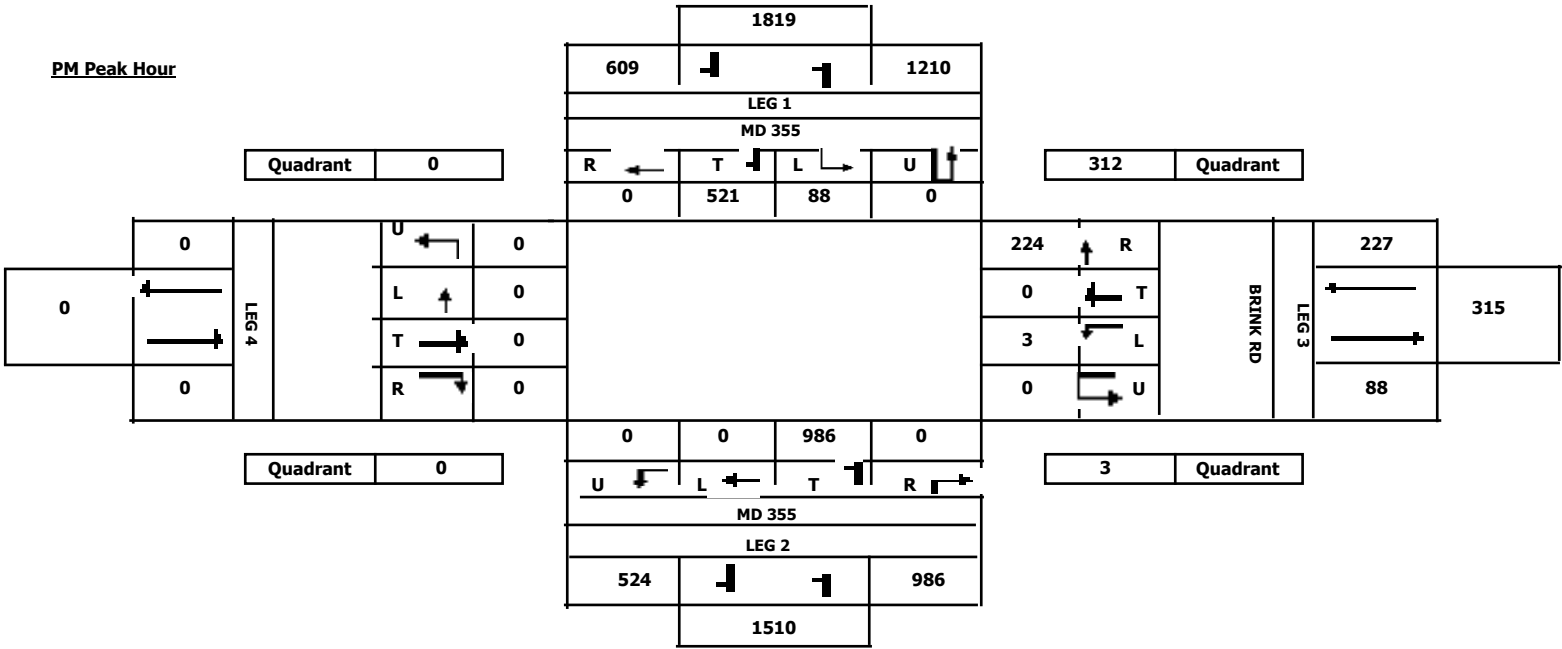 1819
PM Peak Hour
609 1210
LEG 1
MD 355
Quadrant 0
R T L U
312 Quadrant
0 521 88 0
0 U 0 224 R 227
0 L 0 0 T 315
LEG 4
BRINK RD
LEG 3
T 0 3 L
0 R 0 0 U 88
0 0 986 0
Quadrant 0
U L T R
3 Quadrant
MD 355
LEG 2
524 986
1510